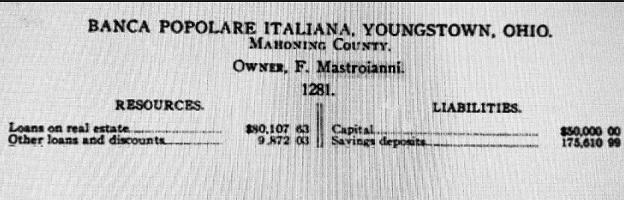 BANCA POPOLARE ITALIANA, YOUNGSTOWN, OHIO.
MAHONING COUNTY.
OWNER, F. Mastroianni.
1281.
RESOURCES.
Loans on real estate $80,107 63
Other loans and discounts 9,872 03
LIABILITIES.
Capital $50,000 00
Savings deposits 175,610 99